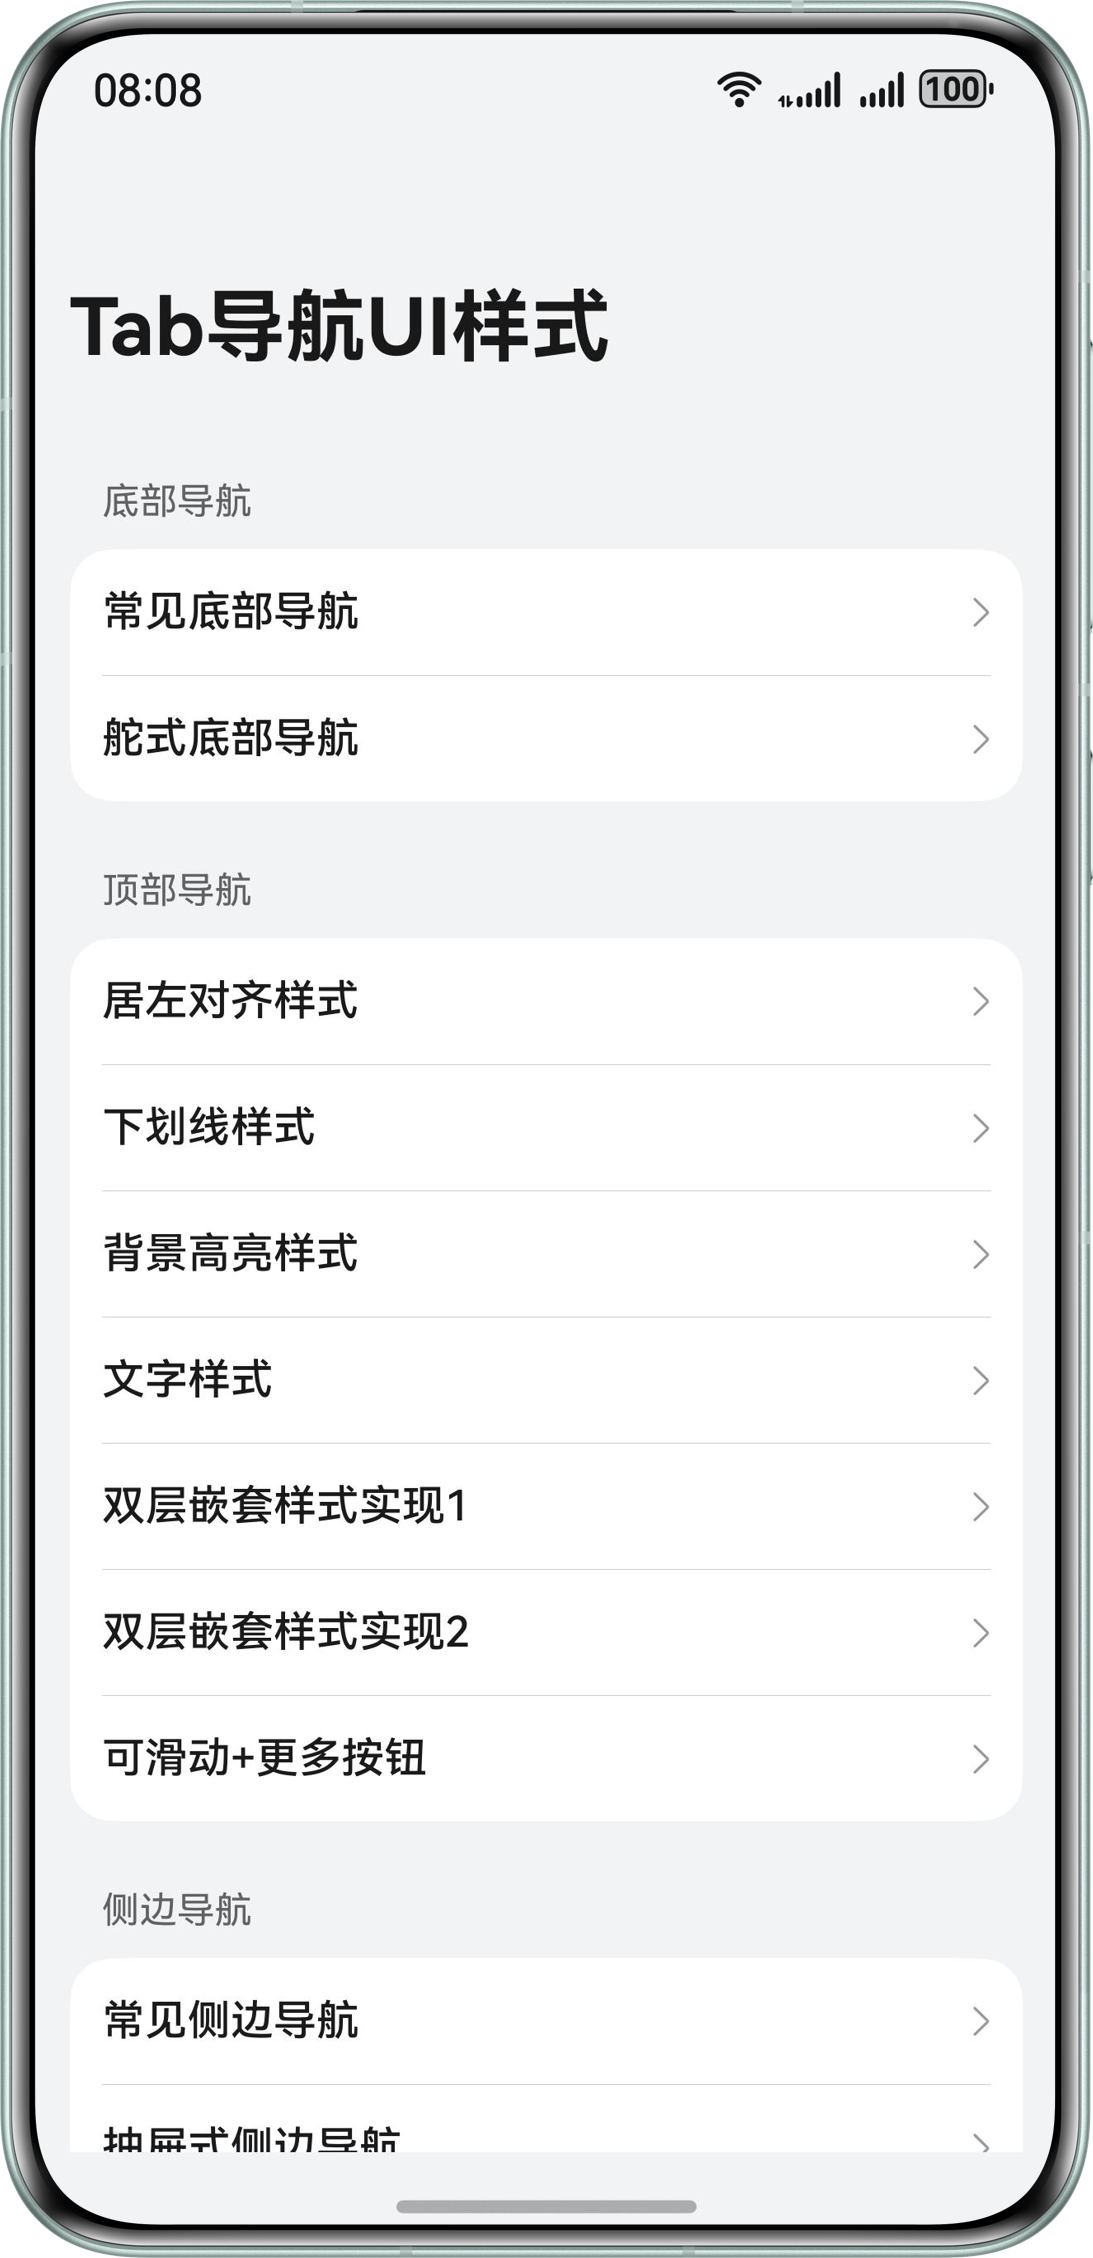 08:08
100
Tab导航UI样式
底部导航
常见底部导航
舵式底部导航
顶部导航
居左对齐样式
下划线样式
背景高亮样式
文字样式
双层嵌套样式实现1
双层嵌套样式实现2
可滑动+更多按钮
侧边导航
常见侧边导航
抽屉式侧边导航